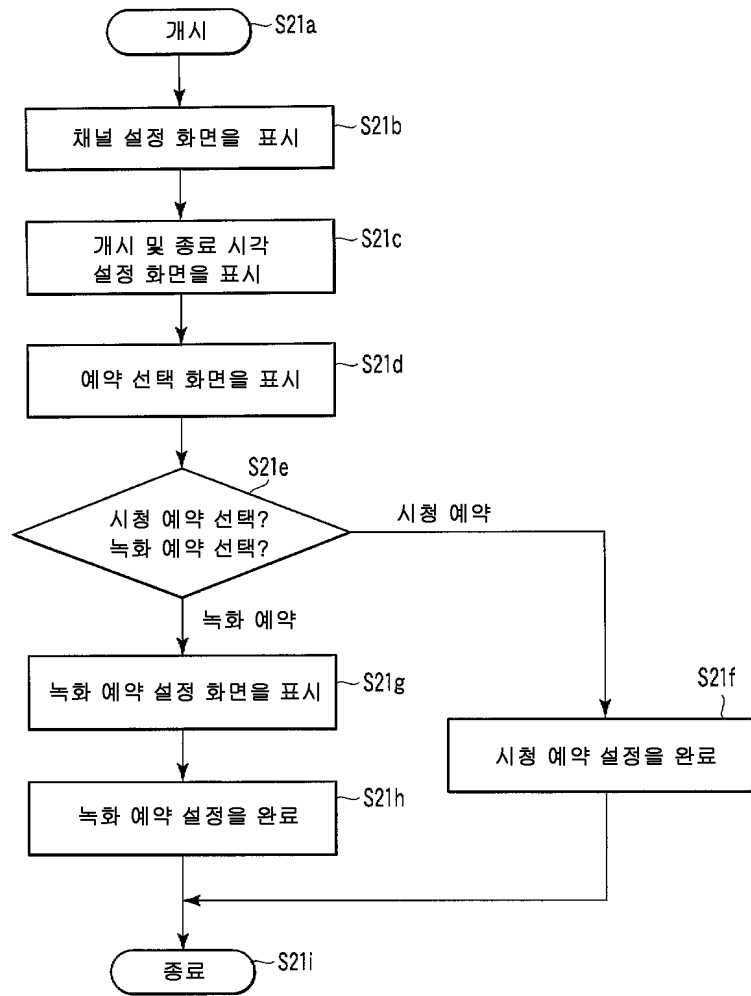 개시
S21a
채널 설정 화면을 표시
S21b
개시 및 종료 시각
설정 화면을 표시
S21c
예약 선택 화면을 표시
S21d
S21e
시청 예약 선택?
녹화 예약 선택?
시청 예약
녹화 예약
녹화 예약 설정 화면을 표시
S21g
S21f
시청 예약 설정을 완료
녹화 예약 설정을 완료
S21h
종료
S21i